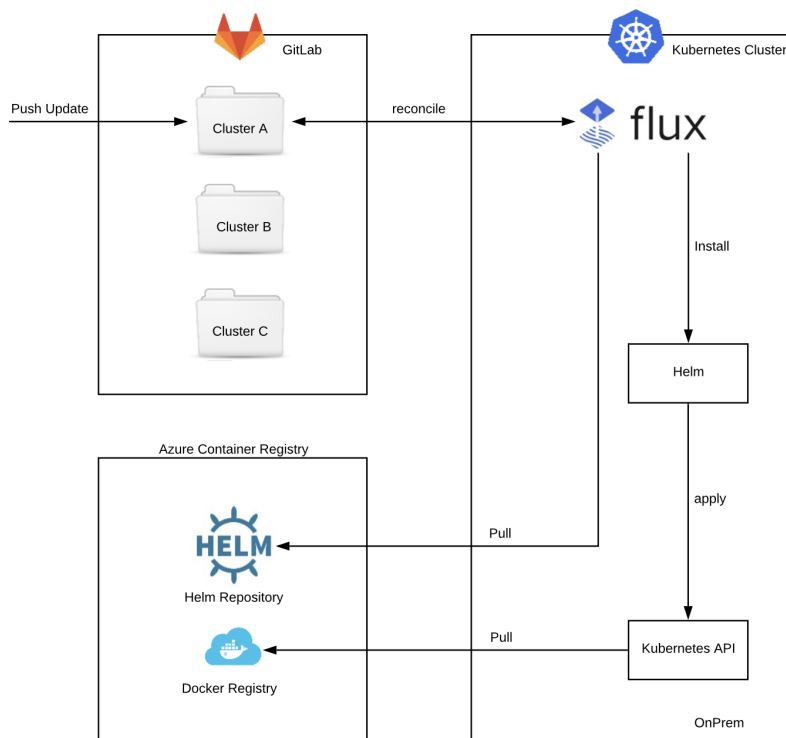 GitLab
Kubernetes Cluster
Push Update
Cluster A
reconcile
flux
Cluster B
Install
Cluster C
Helm
Azure Container Registry
apply
HELM
Pull
Helm Repository
Pull
Kubernetes API
Docker Registry
OnPrem